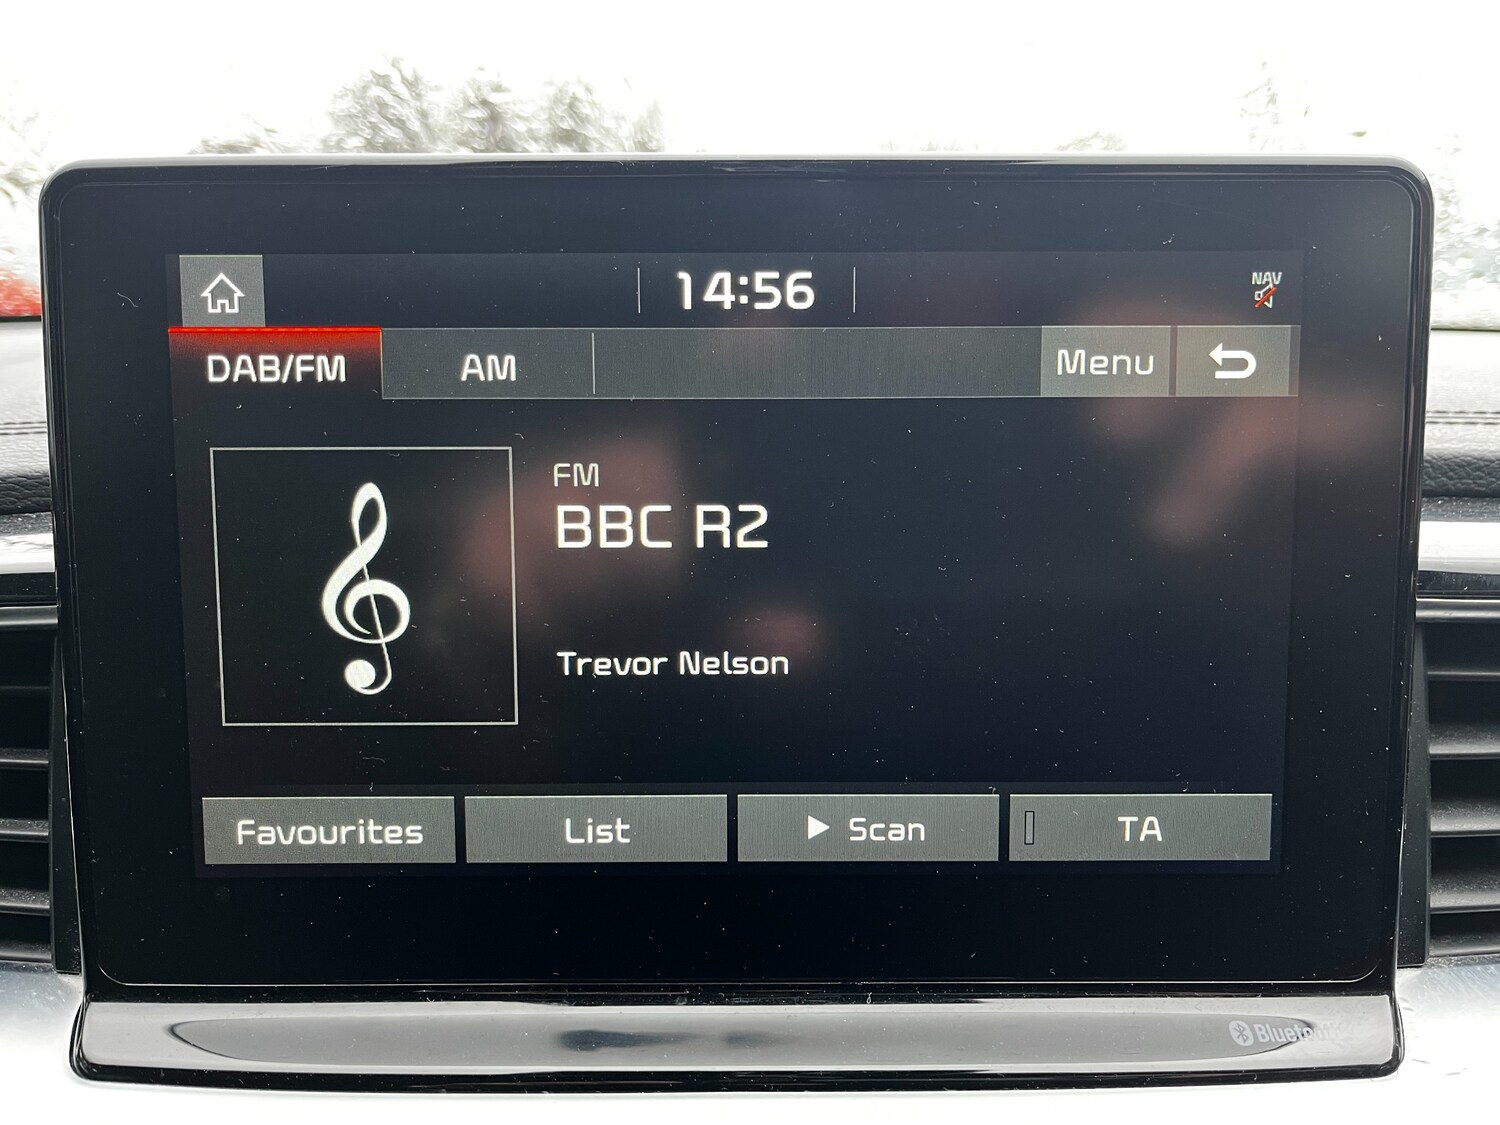 14:56
NAV
DAB/FM
AM
Menu
FM
BBC R2
Trevor Nelson
Favourites
List
Scan
TA